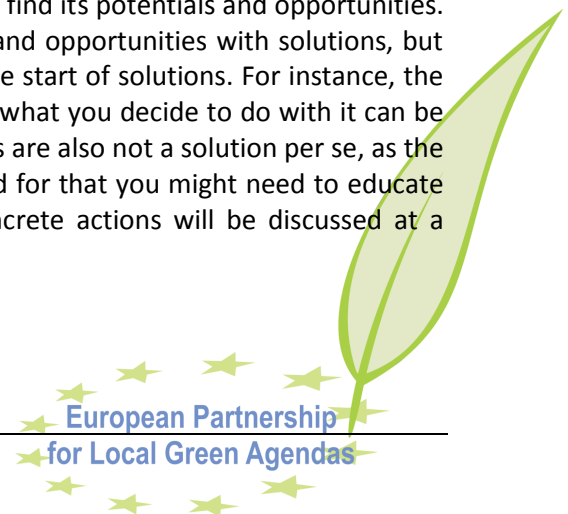 find its potentials and opportunities.
and opportunities with solutions, but
e start of solutions. For instance, the
what you decide to do with it can be
s are also not a solution per se, as the
d for that you might need to educate
ncrete actions will be discussed at a
European Partnership
for Local Green Agendas